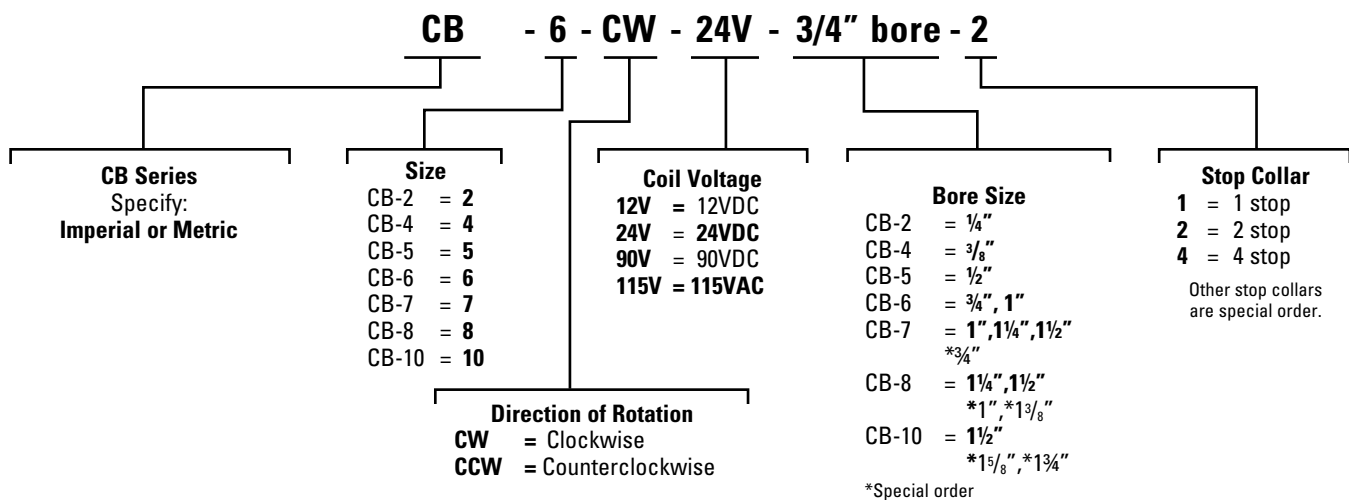 CB - 6 - CW - 24V - 3/4" bore - 2
CB Series
Specify:
Imperial or Metric
Size
CB-2 = 2
CB-4 = 4
CB-5 = 5
CB-6 = 6
CB-7 = 7
CB-8 = 8
CB-10 = 10
Direction of Rotation
CW = Clockwise
CCW = Counterclockwise
Coil Voltage
12V = 12VDC
24V = 24VDC
90V = 90VDC
115V = 115VAC
Bore Size
CB-2 = ¼"
CB-4 = 3/8"
CB-5 = ½"
CB-6 = ¾", 1"
CB-7 = 1",1¼",1½"
*¾"
CB-8 = 1¼",1½"
*1",*13/8"
CB-10 = 1½"
*15/8",*1¾"
*Special order
Stop Collar
1 = 1 stop
2 = 2 stop
4 = 4 stop
Other stop collars
are special order.